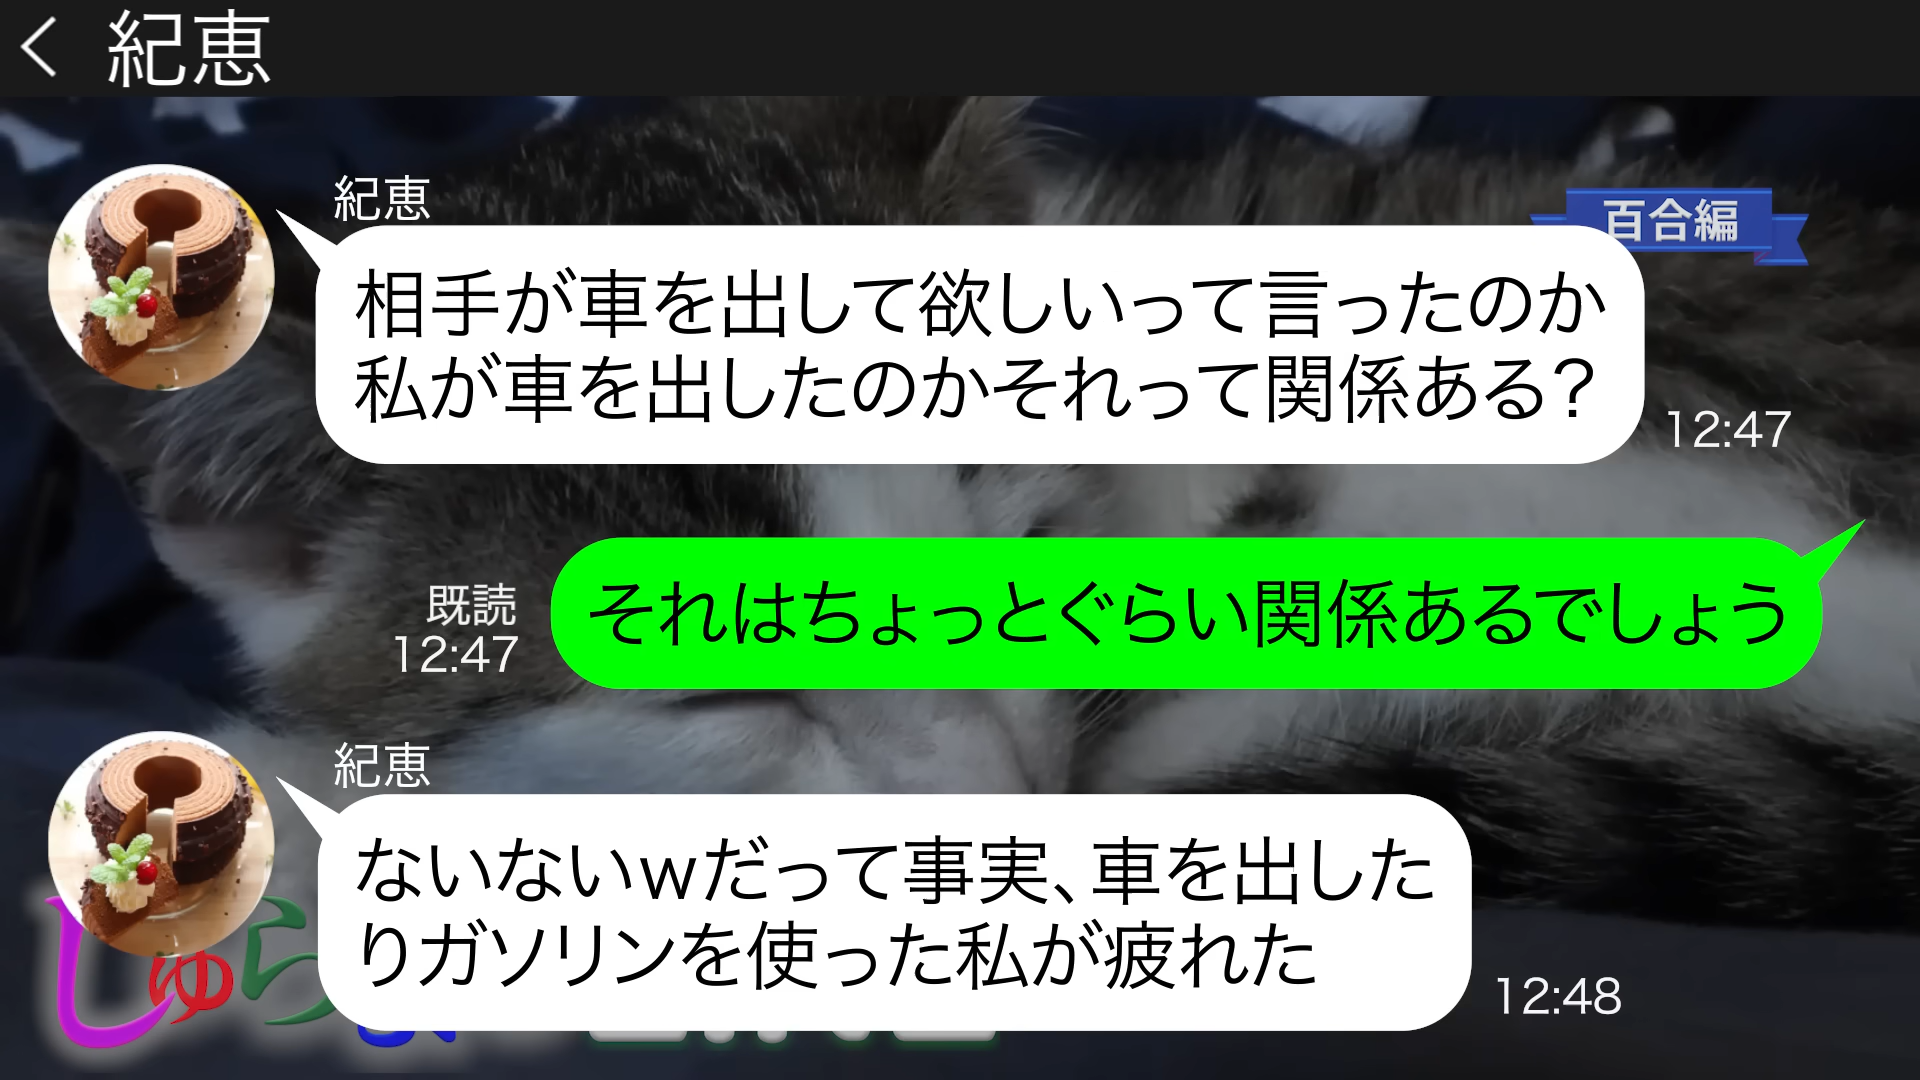 紀恵
紀恵
百合編
相手が車を出して欲しいって言ったのか
私が車を出したのかそれって関係ある?
12:47
既読
12:47
それはちょっとぐらい関係あるでしょう
紀恵
ないないwだって事実、車を出した
りガソリンを使った私が疲れた
12:48
しゅら